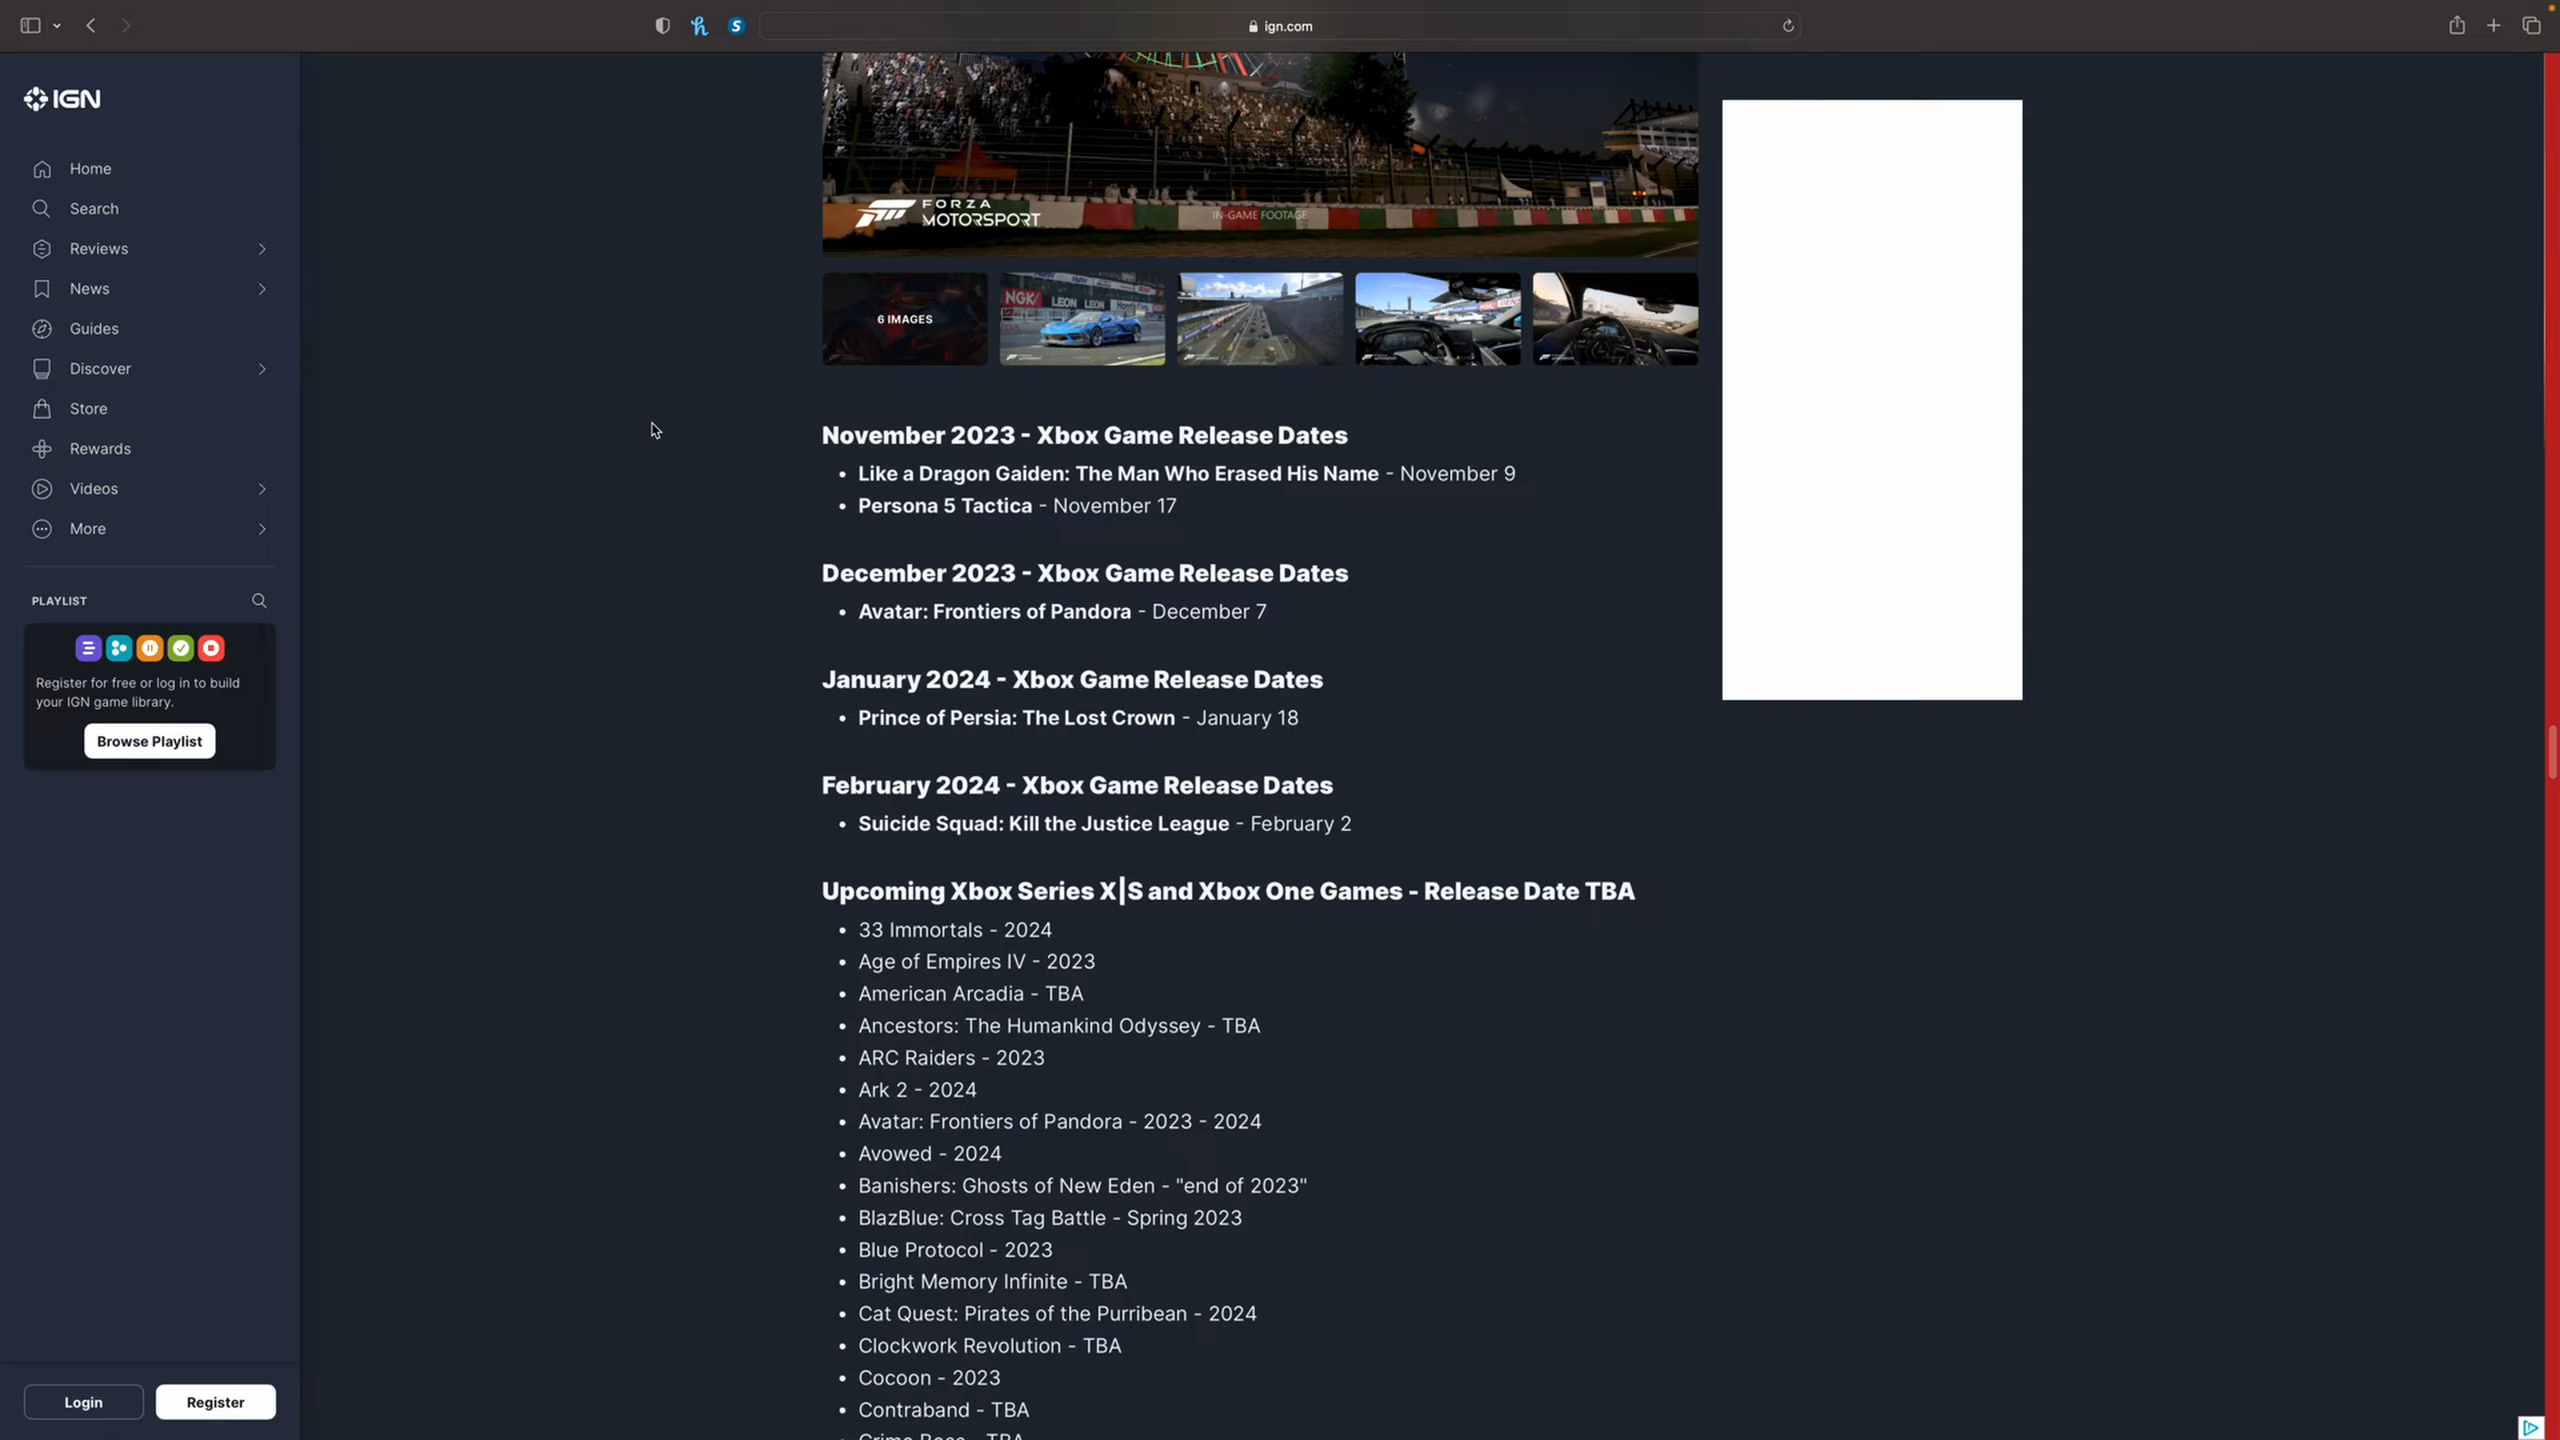 ign.com
IGN
Home
Search
Reviews
News
Guides
Discover
Store
Rewards
Videos
More
PLAYLIST
Register for free or log in to build
your IGN game library.
Browse Playlist
Login
Register
FORZA
MOTORSPORT
IN-GAME FOOTAGE
6 IMAGES
NGK
LEON LEON
November 2023 - Xbox Game Release Dates
• Like a Dragon Gaiden: The Man Who Erased His Name - November 9
• Persona 5 Tactica - November 17
December 2023 - Xbox Game Release Dates
• Avatar: Frontiers of Pandora - December 7
January 2024 - Xbox Game Release Dates
• Prince of Persia: The Lost Crown - January 18
February 2024 - Xbox Game Release Dates
• Suicide Squad: Kill the Justice League - February 2
Upcoming Xbox Series X|S and Xbox One Games - Release Date TBA
• 33 Immortals - 2024
• Age of Empires IV - 2023
• American Arcadia - TBA
• Ancestors: The Humankind Odyssey - TBA
• ARC Raiders - 2023
• Ark 2 - 2024
• Avatar: Frontiers of Pandora - 2023 - 2024
• Avowed - 2024
• Banishers: Ghosts of New Eden - "end of 2023"
• BlazBlue: Cross Tag Battle - Spring 2023
• Blue Protocol - 2023
• Bright Memory Infinite - TBA
• Cat Quest: Pirates of the Purribean - 2024
• Clockwork Revolution - TBA
• Cocoon - 2023
• Contraband - TBA